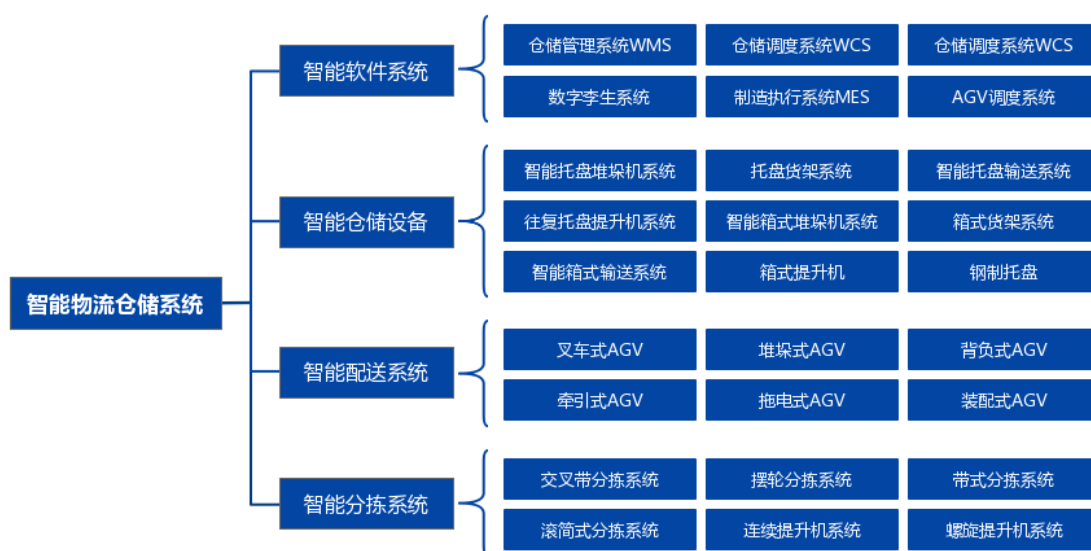 智能软件系统
仓储管理系统WMS
仓储调度系统WCS
仓储调度系统WCS
数字李生系统
制造执行系统MES
AGV调度系统
智能仓储设备
智能托盘堆垛机系统
托盘货架系统
智能托盘输送系统
往复托盘提升机系统
智能箱式堆垛机系统
箱式货架系统
智能箱式输送系统
箱式提升机
钢制托盘
智能物流仓储系统
智能配送系统
叉车式AGV
堆垛式AGV
背负式AGV
牵引式AGV
拖电式AGV
装配式AGV
智能分拣系统
交叉带分拣系统
摆轮分拣系统
带式分拣系统
滚筒式分拣系统
连续提升机系统
螺旋提升机系统